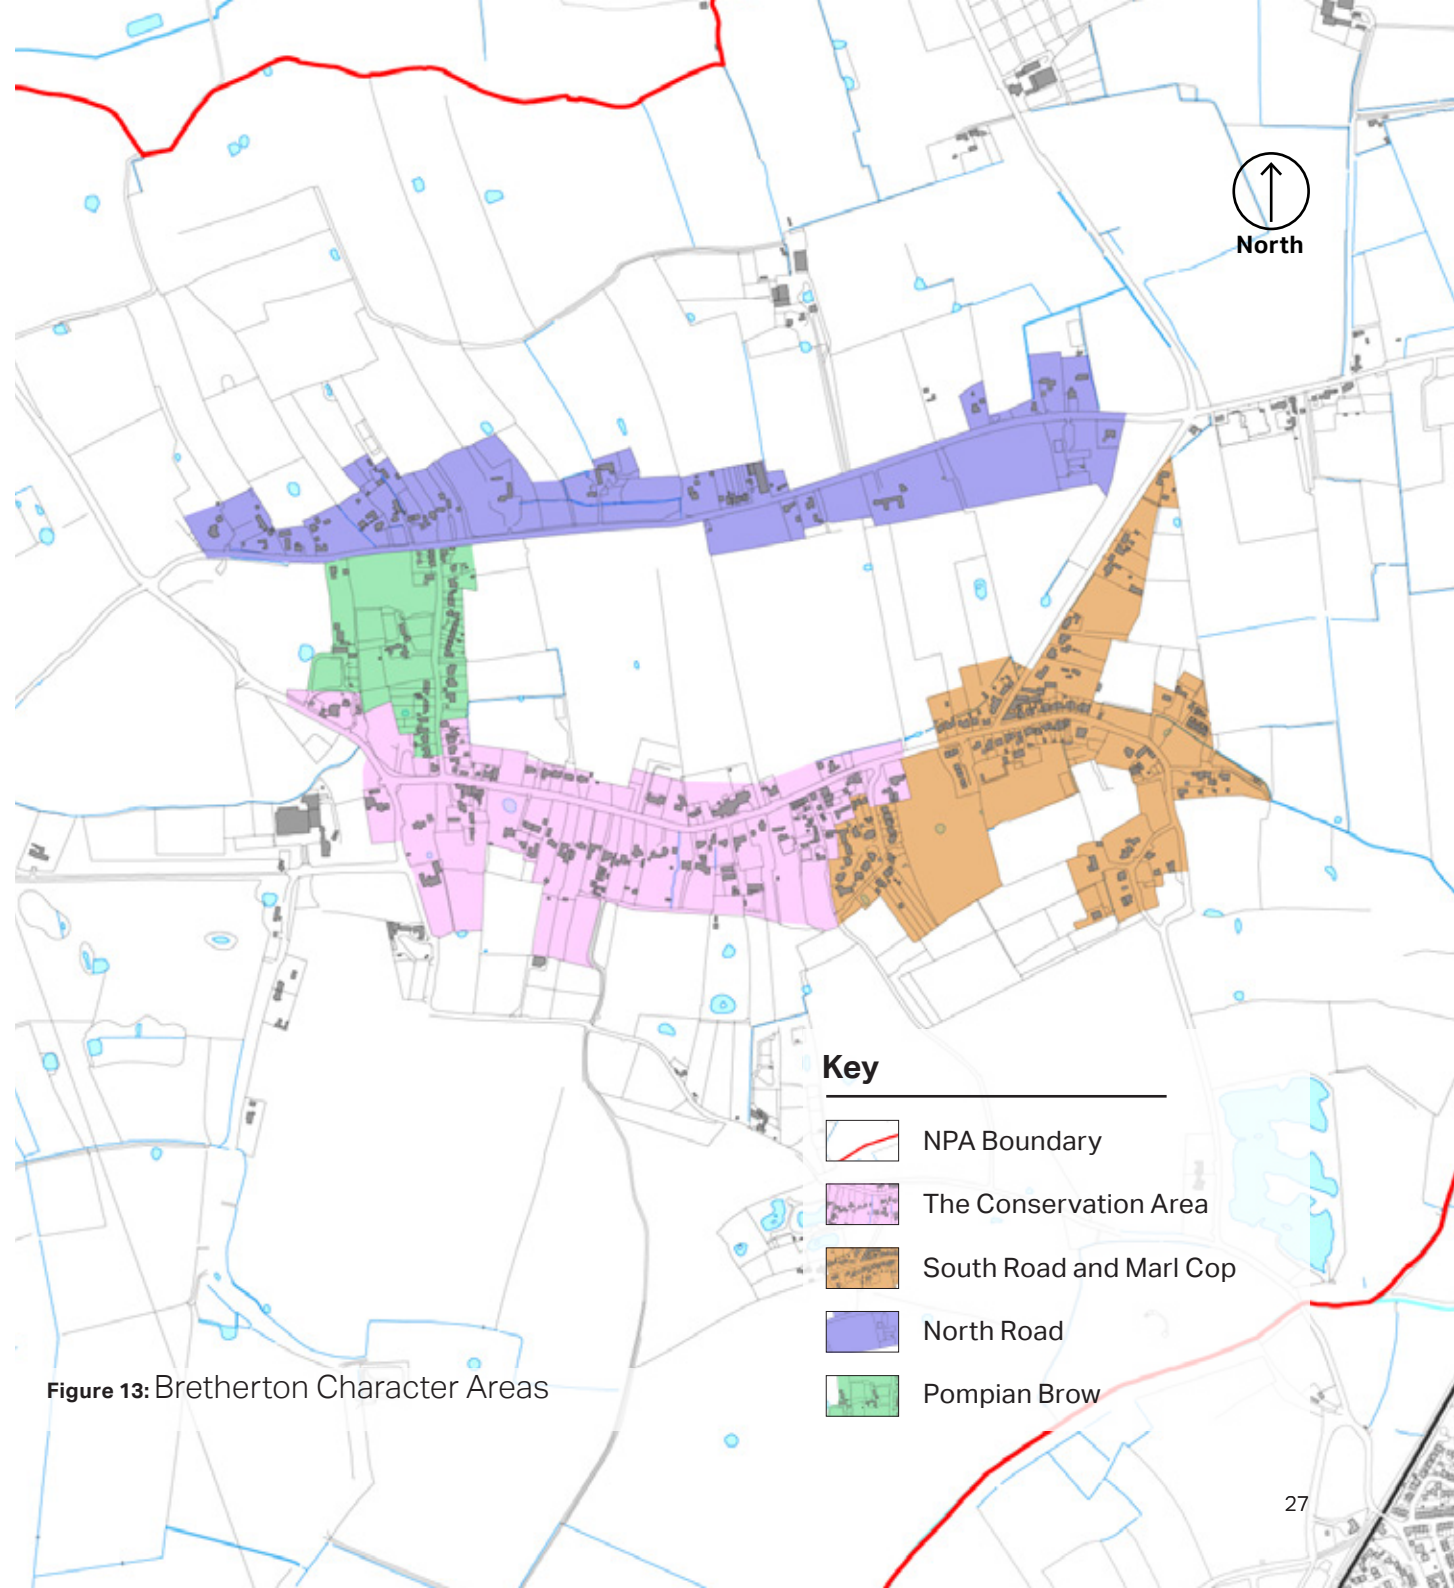 North
Key
NPA Boundary
The Conservation Area
South Road and Marl Cop
North Road
Pompian Brow
Figure 13: Bretherton Character Areas
27